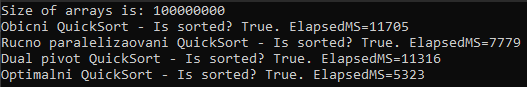 Size of arrays is: 100000000
Obicni QuickSort - Is sorted? True. ElapsedMS=11705
Rucno paralelizaovani QuickSort - Is sorted? True. ElapsedMS=7779
Dual pivot QuickSort - Is sorted? True. ElapsedMS=11316
Optimalni QuickSort - Is sorted? True. ElapsedMS=5323